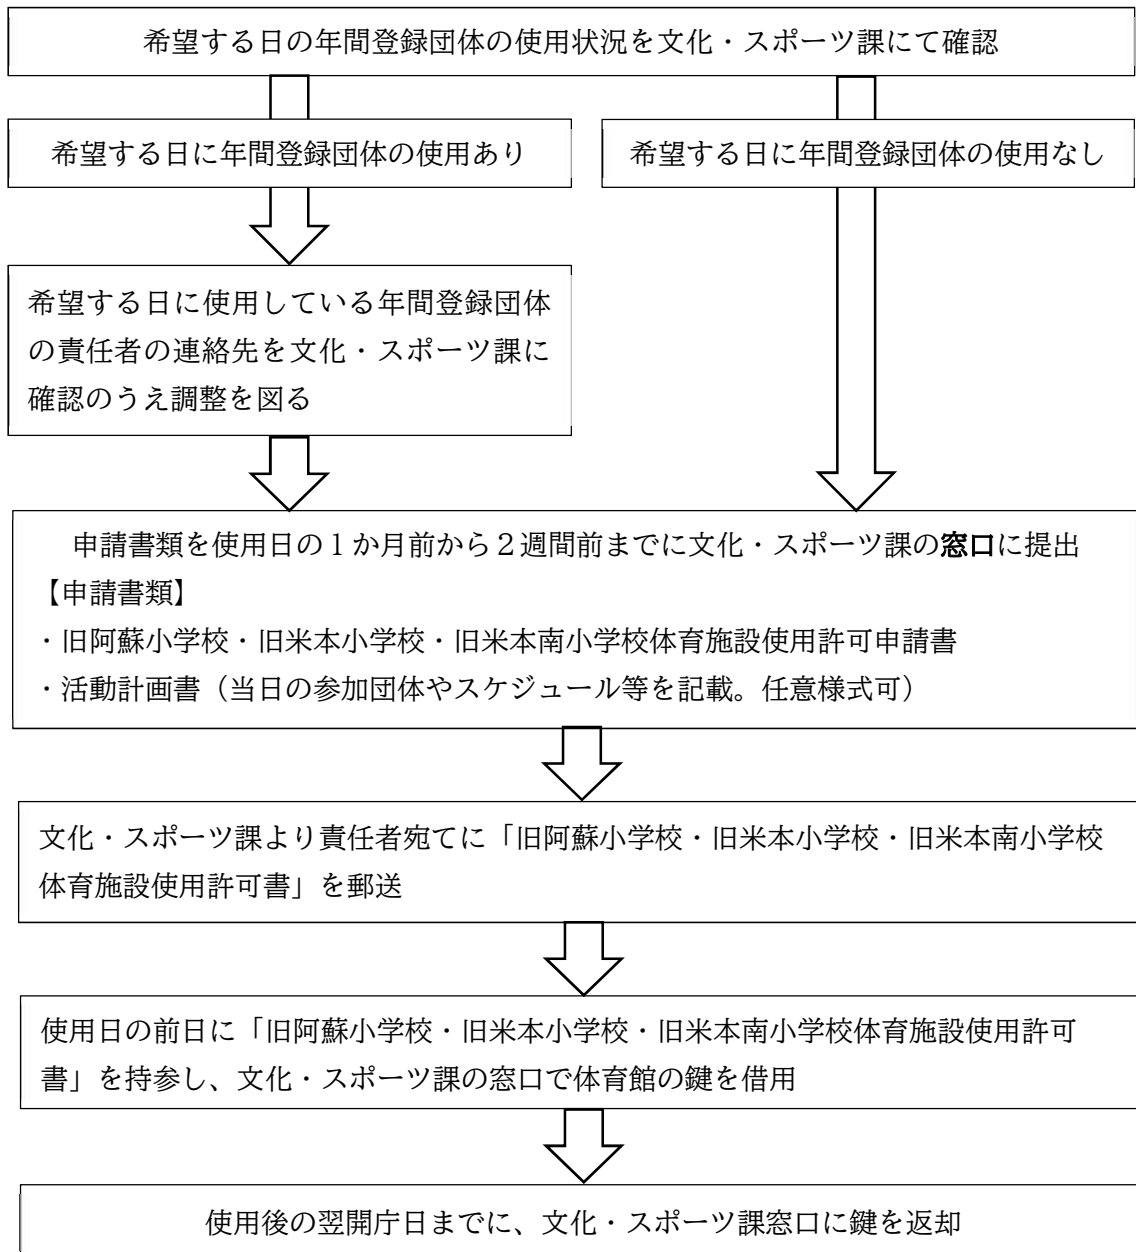 希望する日の年間登録団体の使用状況を文化・スポーツ課にて確認
希望する日に年間登録団体の使用あり
希望する日に年間登録団体の使用なし
希望する日に使用している年間登録団体
の責任者の連絡先を文化・スポーツ課に
確認のうえ調整を図る
申請書類を使用日の１か月前から２週間前までに文化・スポーツ課の窓口に提出
【申請書類】
・旧阿蘇小学校・旧米本小学校・旧米本南小学校体育施設使用許可申請書
・活動計画書（当日の参加団体やスケジュール等を記載。任意様式可）
文化・スポーツ課より責任者宛てに「旧阿蘇小学校・旧米本小学校・旧米本南小学校
体育施設使用許可書」を郵送
使用日の前日に「旧阿蘇小学校・旧米本小学校・旧米本南小学校体育施設使用許可
書」を持参し、文化・スポーツ課の窓口で体育館の鍵を借用
使用後の翌開庁日までに、文化・スポーツ課窓口に鍵を返却